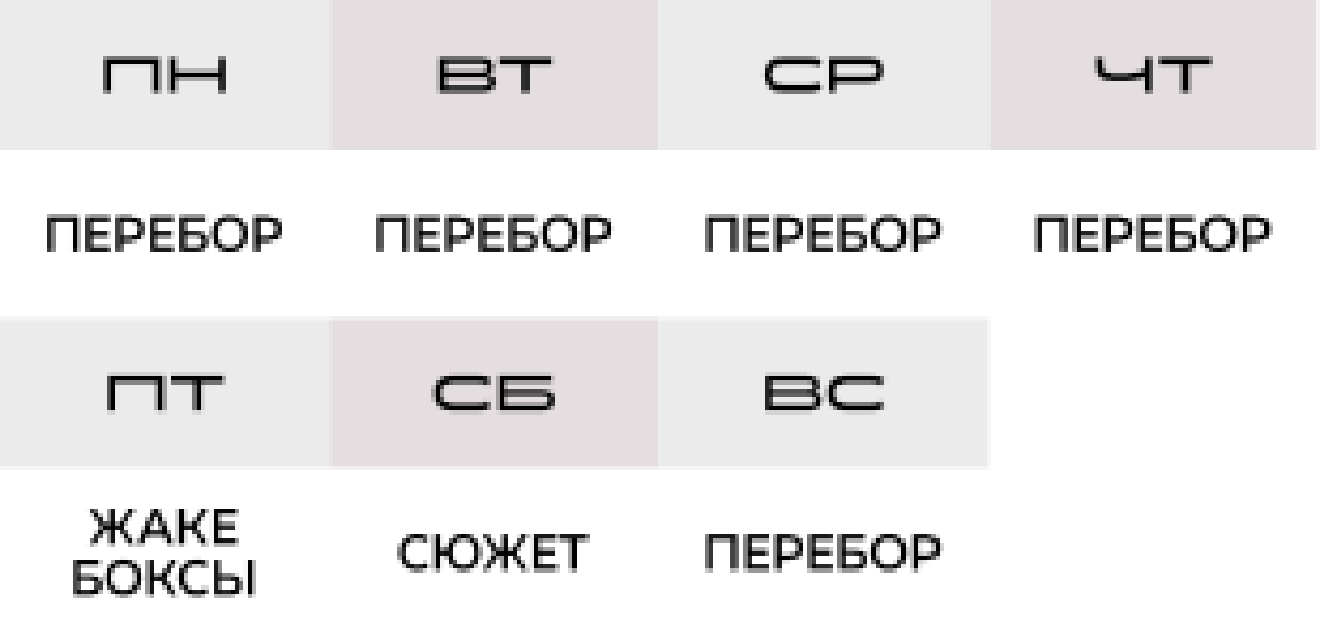 ПН ВТ СР ЧТ
ПЕРЕБОР ПЕРЕБОР ПЕРЕБОР ПЕРЕБОР
ПТ СБ ВС
ЖАКЕ
БОКСЫ СЮЖЕТ ПЕРЕБОР